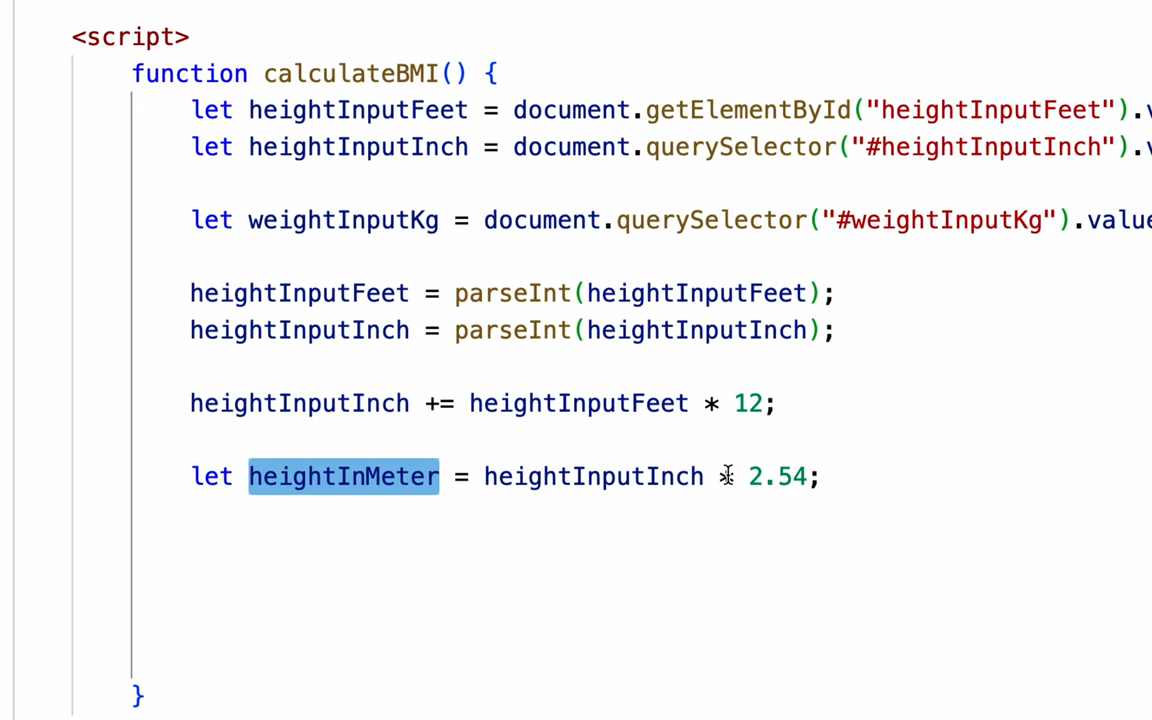 <script>
function calculateBMI() {
let heightInputFeet = document.getElementById("heightInputFeet").v
let heightInputInch = document.querySelector("#heightInputInch").v
let weightInputKg = document.querySelector("#weightInputKg").value
heightInputFeet = parseInt(heightInputFeet);
heightInputInch = parseInt(heightInputInch);
heightInputInch += heightInputFeet * 12;
let heightInMeter = heightInputInch * 2.54;
}